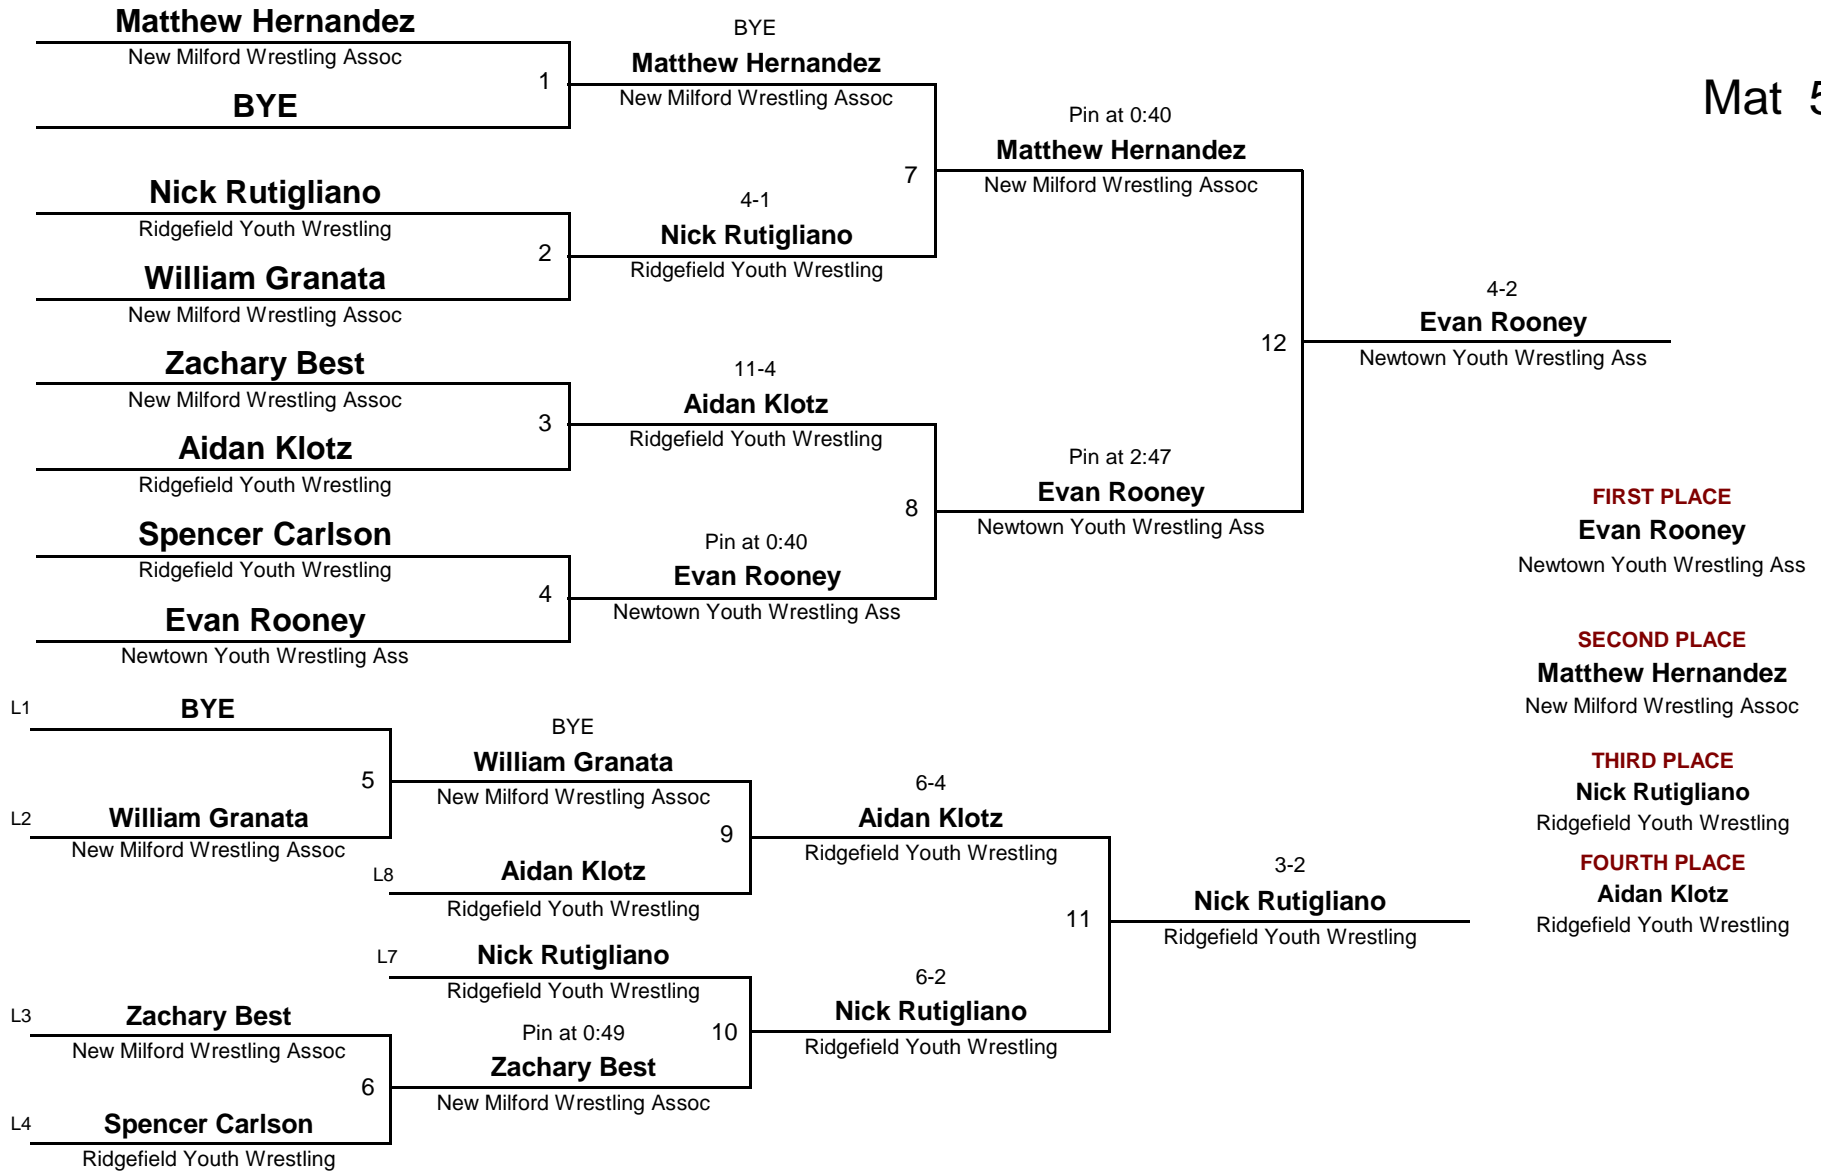 Matthew Hernandez
New Milford Wrestling Assoc
1
BYE
BYE
Matthew Hernandez
New Milford Wrestling Assoc
Mat 5
Nick Rutigliano
Ridgefield Youth Wrestling
2
William Granata
New Milford Wrestling Assoc
4-1
Nick Rutigliano
Ridgefield Youth Wrestling
7
Pin at 0:40
Matthew Hernandez
New Milford Wrestling Assoc
Zachary Best
New Milford Wrestling Assoc
3
Aidan Klotz
Ridgefield Youth Wrestling
11-4
Aidan Klotz
Ridgefield Youth Wrestling
Spencer Carlson
Ridgefield Youth Wrestling
4
Evan Rooney
Newtown Youth Wrestling Ass
Pin at 0:40
Evan Rooney
Newtown Youth Wrestling Ass
8
Pin at 2:47
Evan Rooney
Newtown Youth Wrestling Ass
12
4-2
Evan Rooney
Newtown Youth Wrestling Ass
FIRST PLACE
Evan Rooney
Newtown Youth Wrestling Ass
SECOND PLACE
Matthew Hernandez
New Milford Wrestling Assoc
THIRD PLACE
Nick Rutigliano
Ridgefield Youth Wrestling
FOURTH PLACE
Aidan Klotz
Ridgefield Youth Wrestling
L1
BYE
5
L2
William Granata
New Milford Wrestling Assoc
BYE
William Granata
New Milford Wrestling Assoc
9
L8
Aidan Klotz
Ridgefield Youth Wrestling
6-4
Aidan Klotz
Ridgefield Youth Wrestling
L7
Nick Rutigliano
Ridgefield Youth Wrestling
10
L3
Zachary Best
New Milford Wrestling Assoc
6
L4
Spencer Carlson
Ridgefield Youth Wrestling
Pin at 0:49
Zachary Best
New Milford Wrestling Assoc
6-2
Nick Rutigliano
Ridgefield Youth Wrestling
11
3-2
Nick Rutigliano
Ridgefield Youth Wrestling